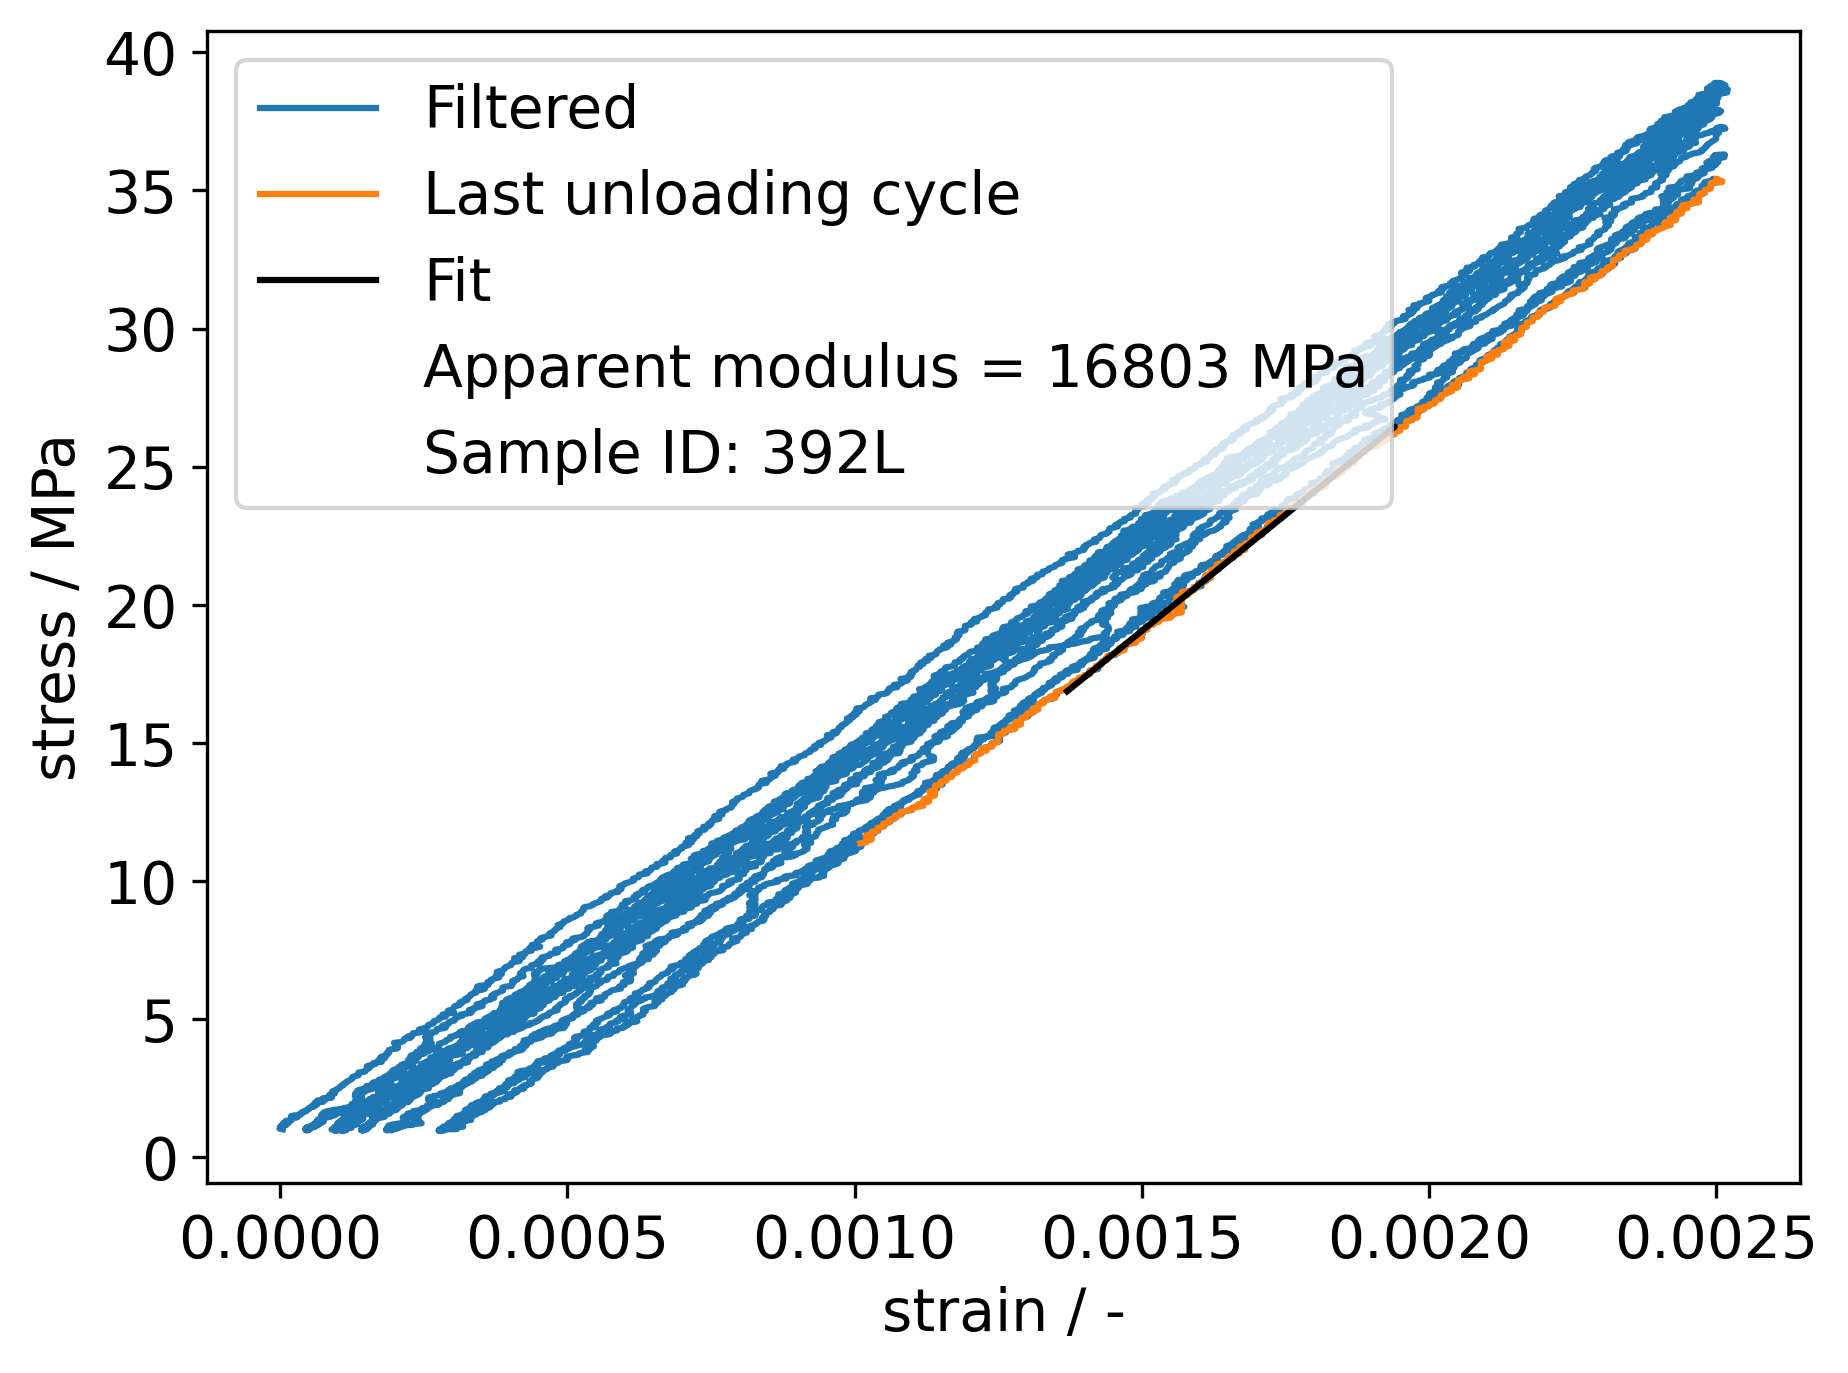 40
35
30
25
20
15
10
5
0
stress / MPa
Filtered
Last unloading cycle
Fit
Apparent modulus = 16803 MPa
Sample ID: 392L
0.0000 0.0005 0.0010 0.0015 0.0020 0.0025
strain / -